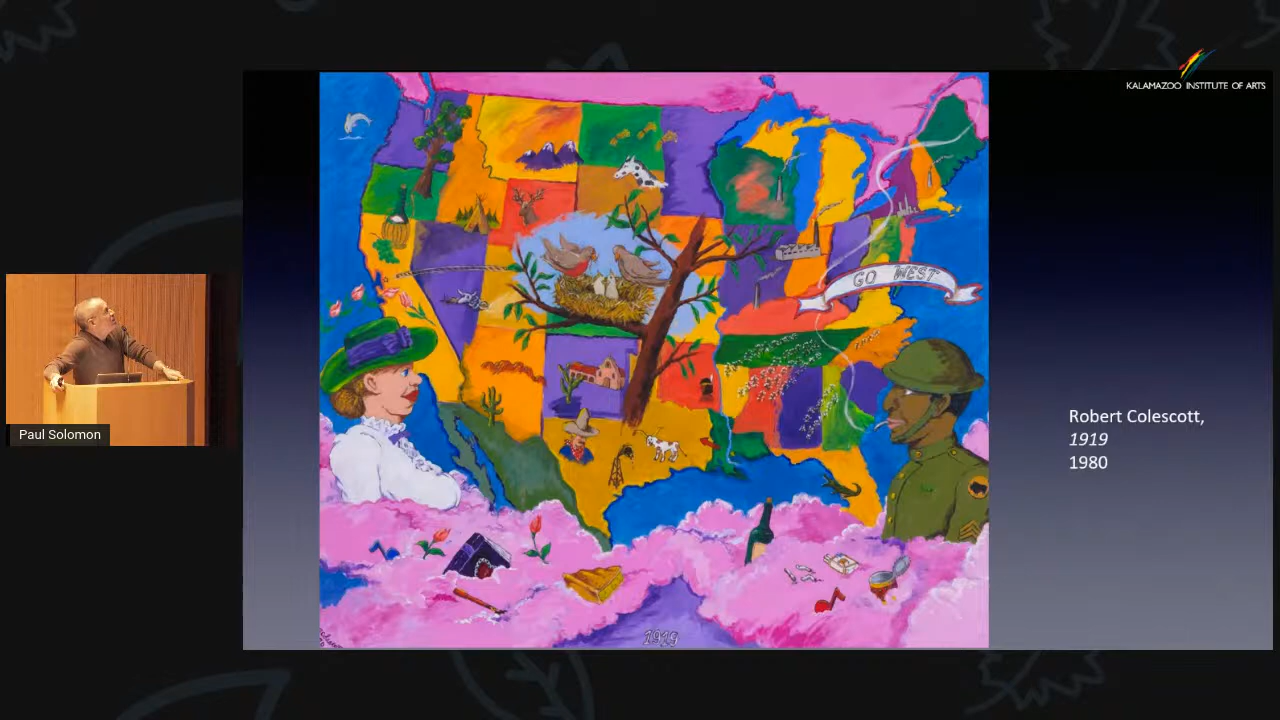 KALAMAZOO INSTITUTE OF ARTS
GO WEST
Robert Colescott,
1919
1980
Paul Solomon
1919